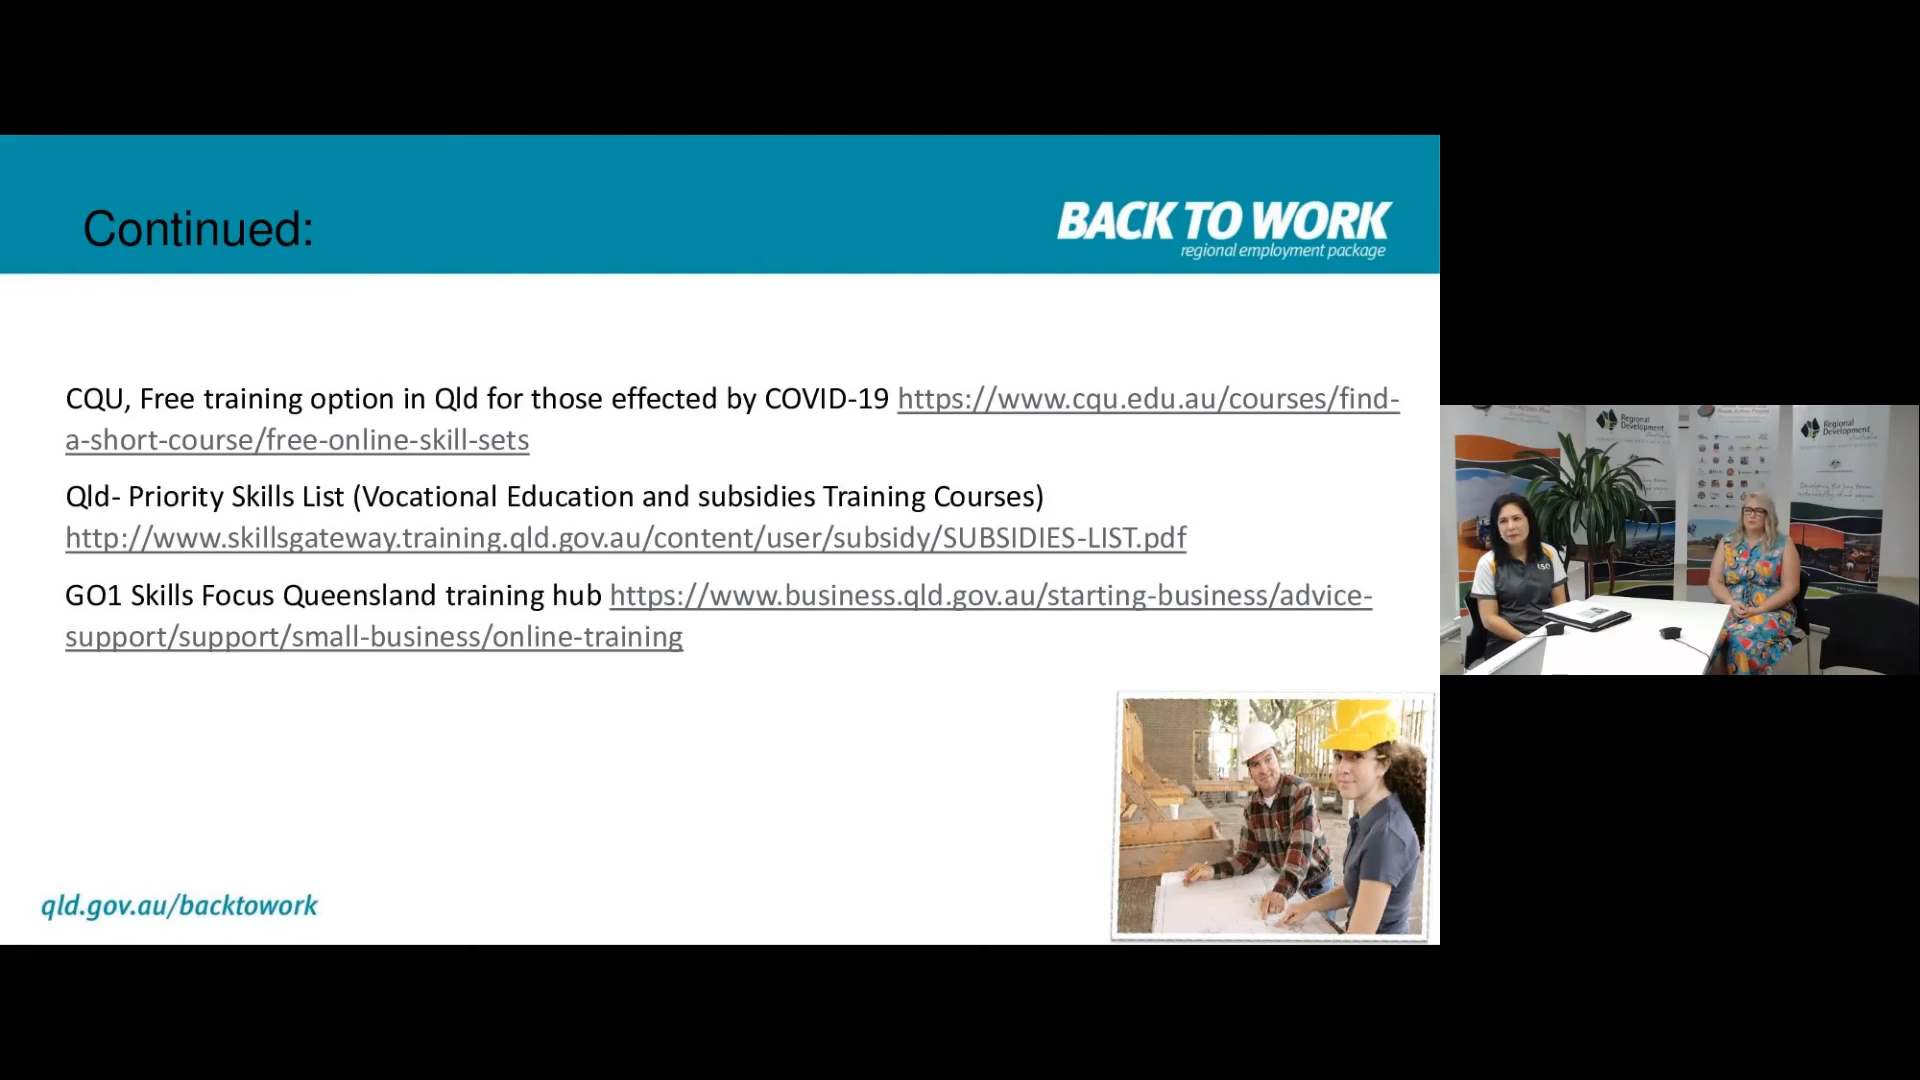 Continued:
BACK TO WORK
regional employment package
CQU, Free training option in Qld for those effected by COVID-19 https://www.cqu.edu.au/courses/find-
a-short-course/free-online-skill-sets
Qld- Priority Skills List (Vocational Education and subsidies Training Courses)
http://www.skillsgateway.training.qld.gov.au/content/user/subsidy/SUBSIDIES-LIST.pdf
GO1 Skills Focus Queensland training hub https://www.business.qld.gov.au/starting-business/advice-
support/support/small-business/online-training
qld.gov.au/backtowork
Regional
Development
Regional
Development
Australia